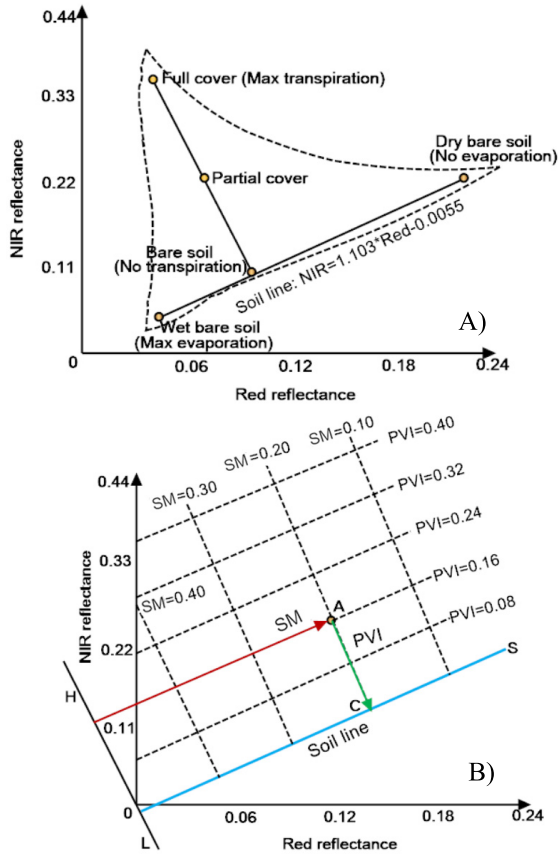 0.44
Full cover (Max transpiration)
0.33
Dry bare soil
(No evaporation)
Partial cover
0.22
NIR reflectance
Bare soil
(No transpiration)
Soil line: NIR=1.103*Red-0.0055
0.11
Wet bare soil
(Max evaporation)
A)
0
0.06
0.12
0.18
0.24
Red reflectance
SM=0.10
SM=0.20
PVI=0.40
0.44
SM=0.30
PVI=0.32
0.33
PVI=0.24
SM=0.40
NIR reflectance
A
PVI=0.16
0.22
SM
PVI
PVI=0.08
S
H
C
0.11
Soil line
B)
0
0.06
0.12
0.18
0.24
L
Red reflectance